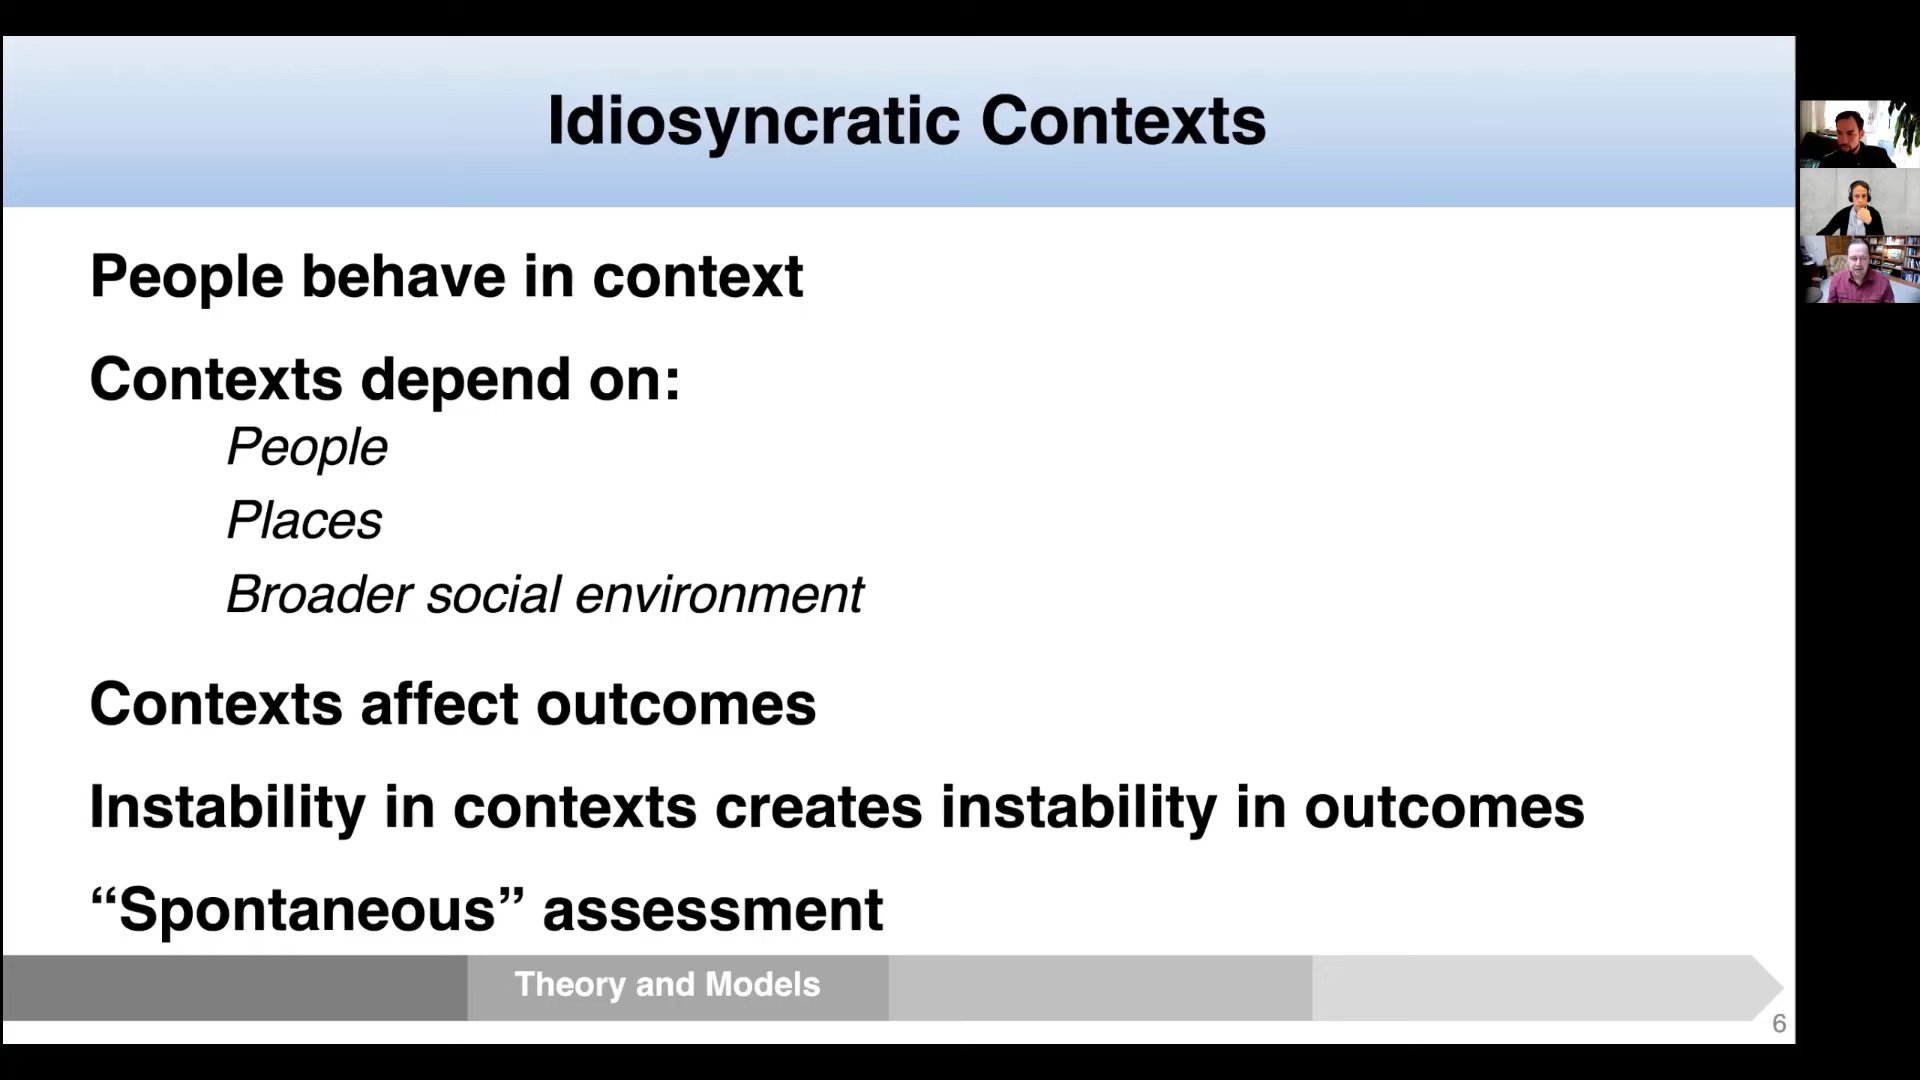 Idiosyncratic Contexts
People behave in context
Contexts depend on:
People
Places
Broader social environment
Contexts affect outcomes
Instability in contexts creates instability in outcomes
“Spontaneous” assessment
Theory and Models
6